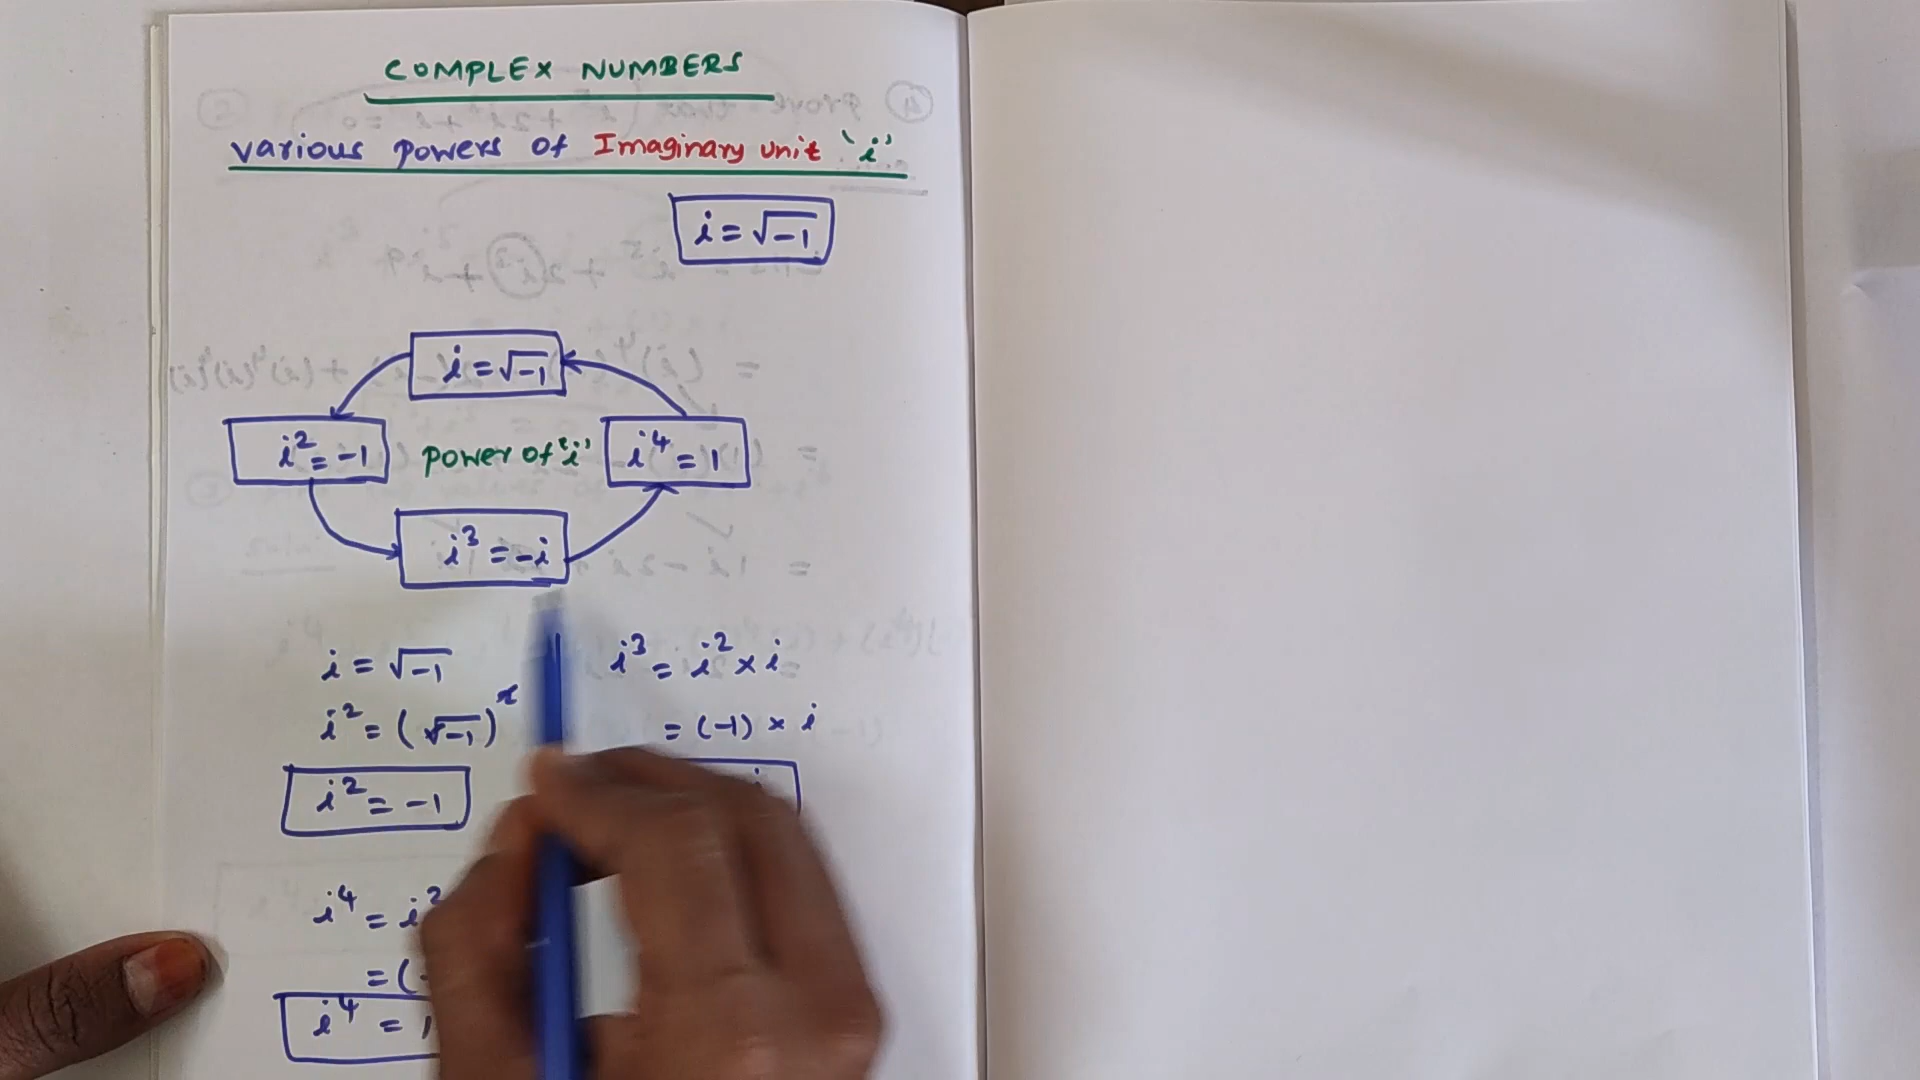 COMPLEX NUMBERS
various powers of Imaginary unit 'i'
i = √-1
i = √-1
i² = -1
power of 'i'
i⁴ = 1
i³ = -i
i = √-1
i² = (√-1)²
i² = -1
i³ = i² × i
= (-1) × i
i
i⁴ = i²
= (-
i⁴ = 1